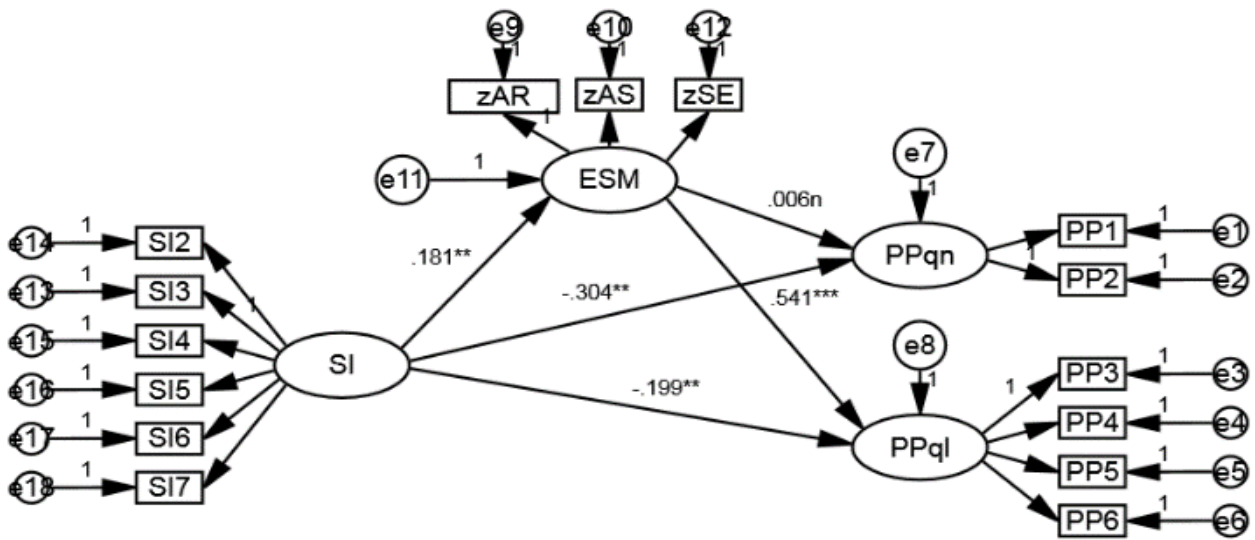 e9 e10 e12
1 1 1
zAR zAS zSE
1
e11 1 ESM
e7
1
.006n
PPqn
PP1 1 e1
1
PP2 1 e2
e14 1 SI2
e13 1 SI3
e15 1 SI4
e16 1 SI5
e17 1 SI6
e18 1 SI7
1
SI
.181**
-.304**
.541***
-.199**
e8
1
PPql
1
PP3 1 e3
PP4 1 e4
PP5 1 e5
PP6 1 e6